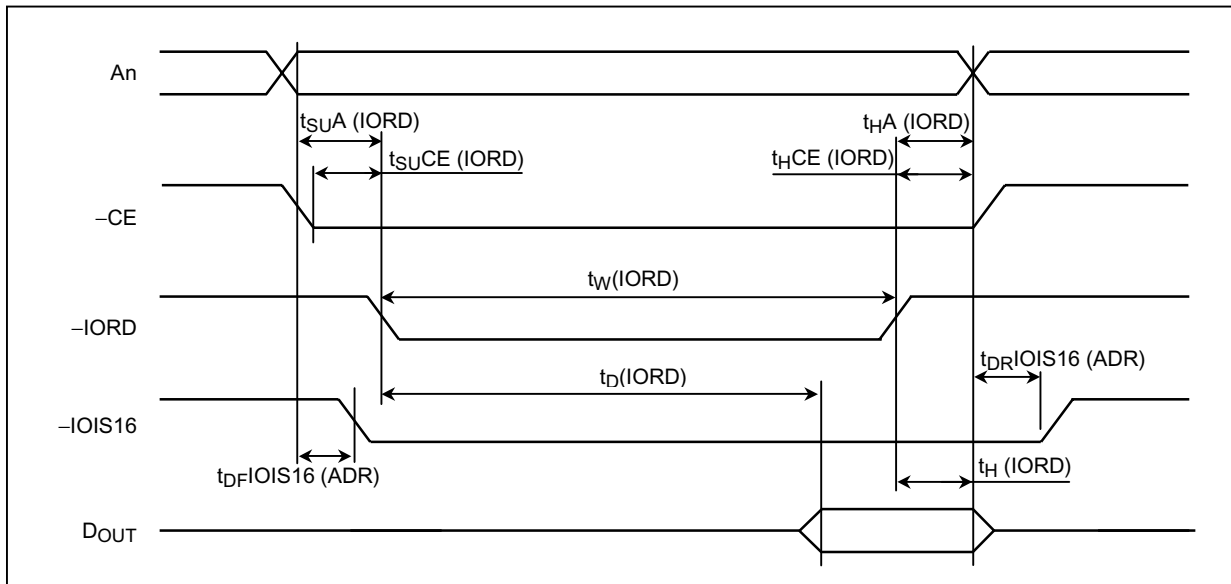 An
tSUA (IORD)
tHA (IORD)
tSUCE (IORD)
tHCE (IORD)
–CE
tW(IORD)
–IORD
tDRIOIS16 (ADR)
tD(IORD)
–IOIS16
tDFIOIS16 (ADR)
tH (IORD)
DOUT